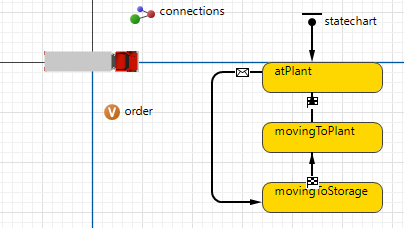 connections
statechart
atPlant
V order
movingToPlant
movingToStorage